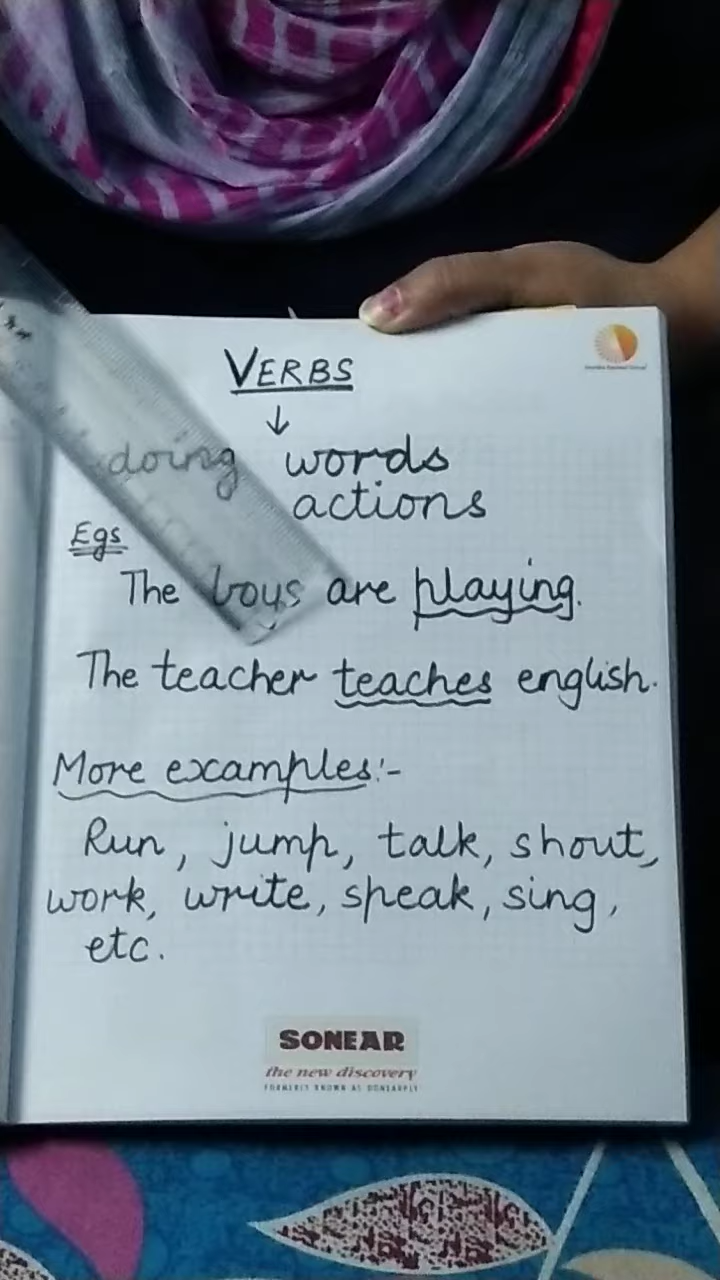 VERBS
↓
doing words
actions
Egs
The boys are playing.
The teacher teaches english.
More examples:-
Run, jump, talk, shout,
work, write, speak, sing,
etc.
SONEAR
the new discovery